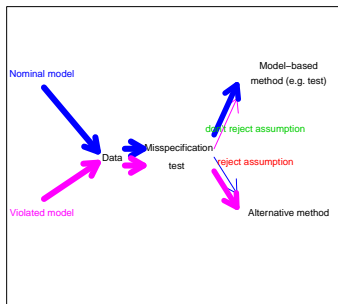 Model–based
method (e.g. test)
Nominal model
don't reject assumption
Misspecification
test
Data
reject assumption
Violated model
Alternative method